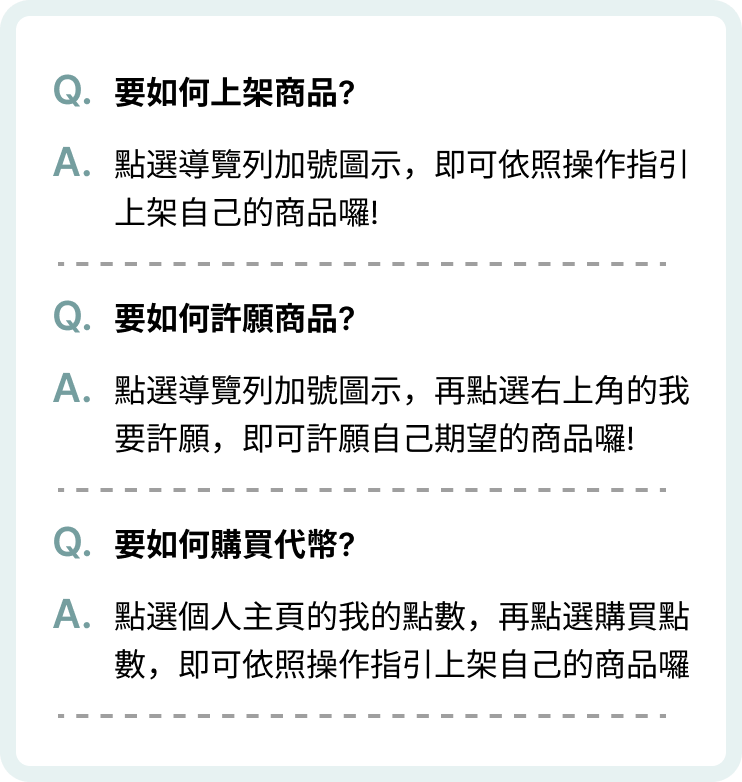 Q. 要如何上架商品?
A. 點選導覽列加號圖示，即可依照操作指引
上架自己的商品囉!
Q. 要如何許願商品?
A. 點選導覽列加號圖示，再點選右上角的我
要許願，即可許願自己期望的商品囉!
Q. 要如何購買代幣?
A. 點選個人主頁的我的點數，再點選購買點
數，即可依照操作指引上架自己的商品囉